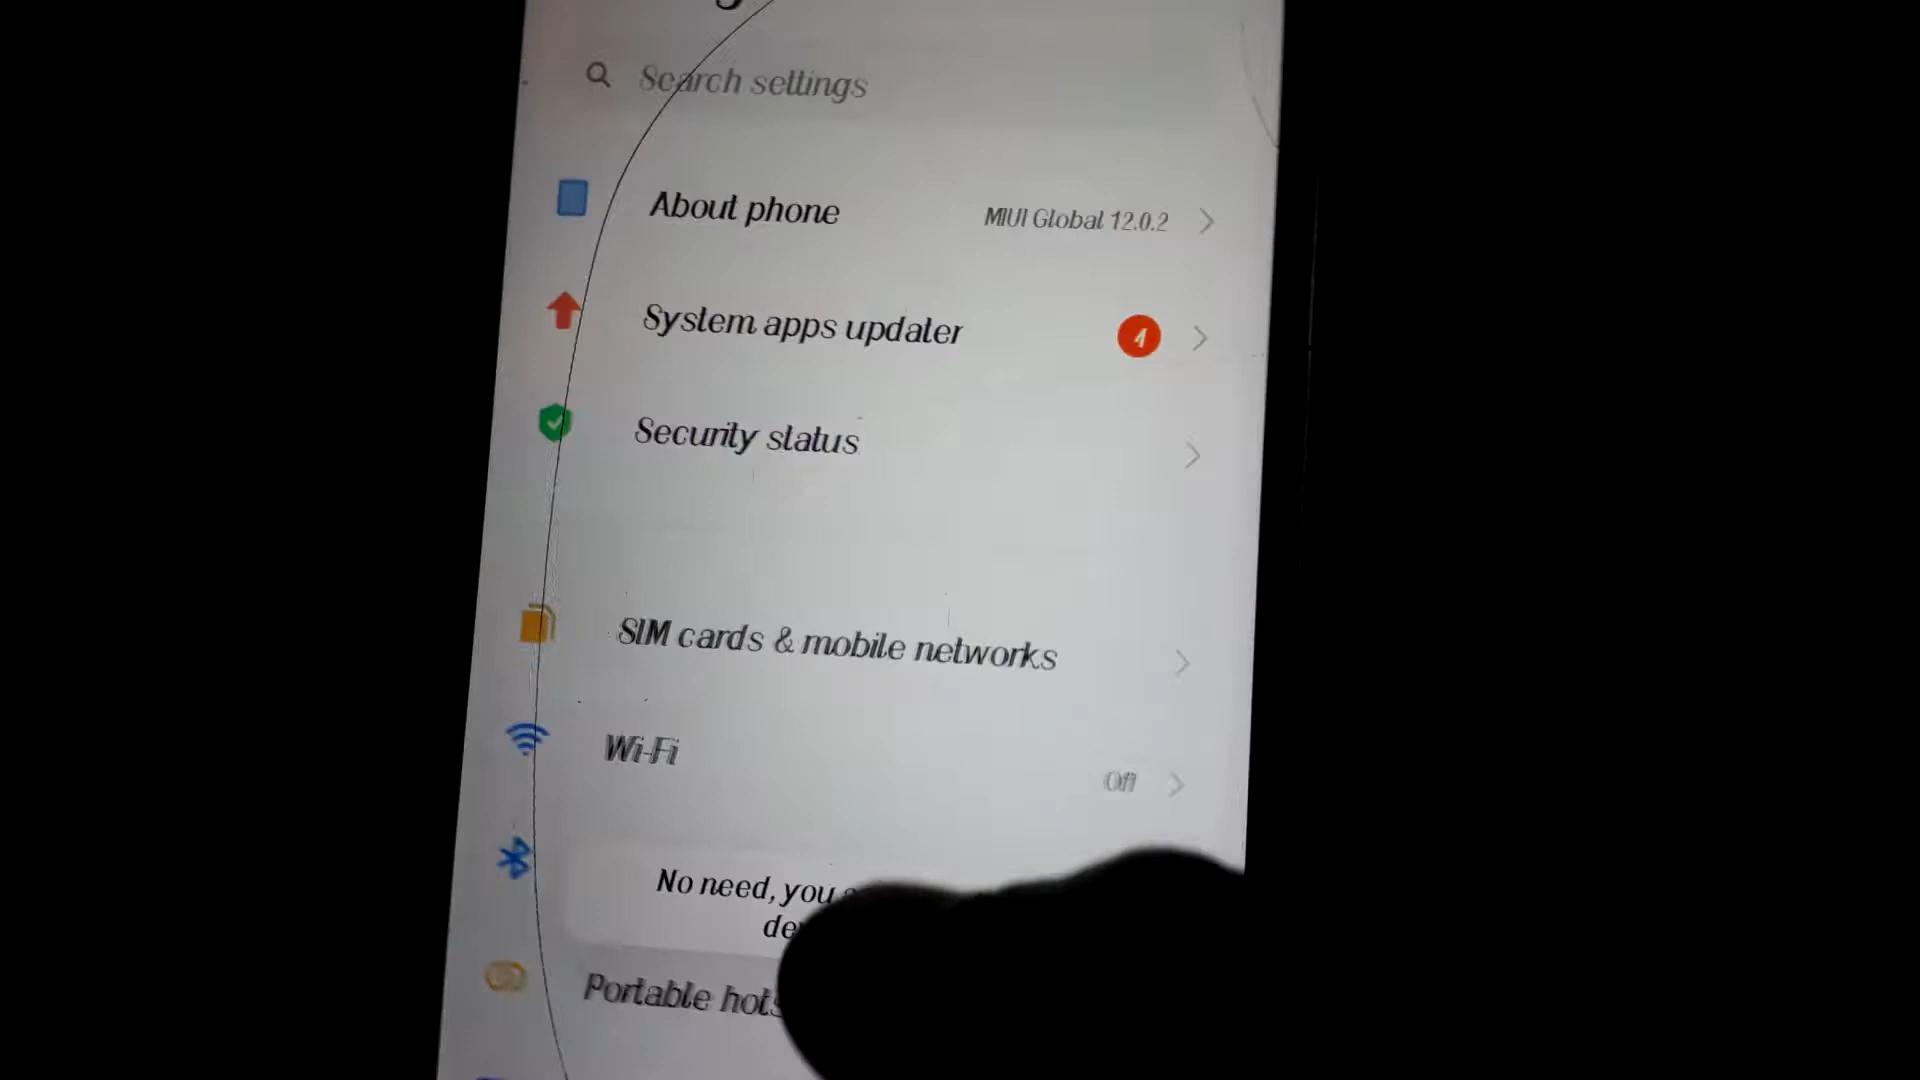 Search settings
About phone
MIUI Global 12.0.2
System apps updater
4
Security status
SIM cards & mobile networks
Wi-Fi
Off
No need, you
Portable